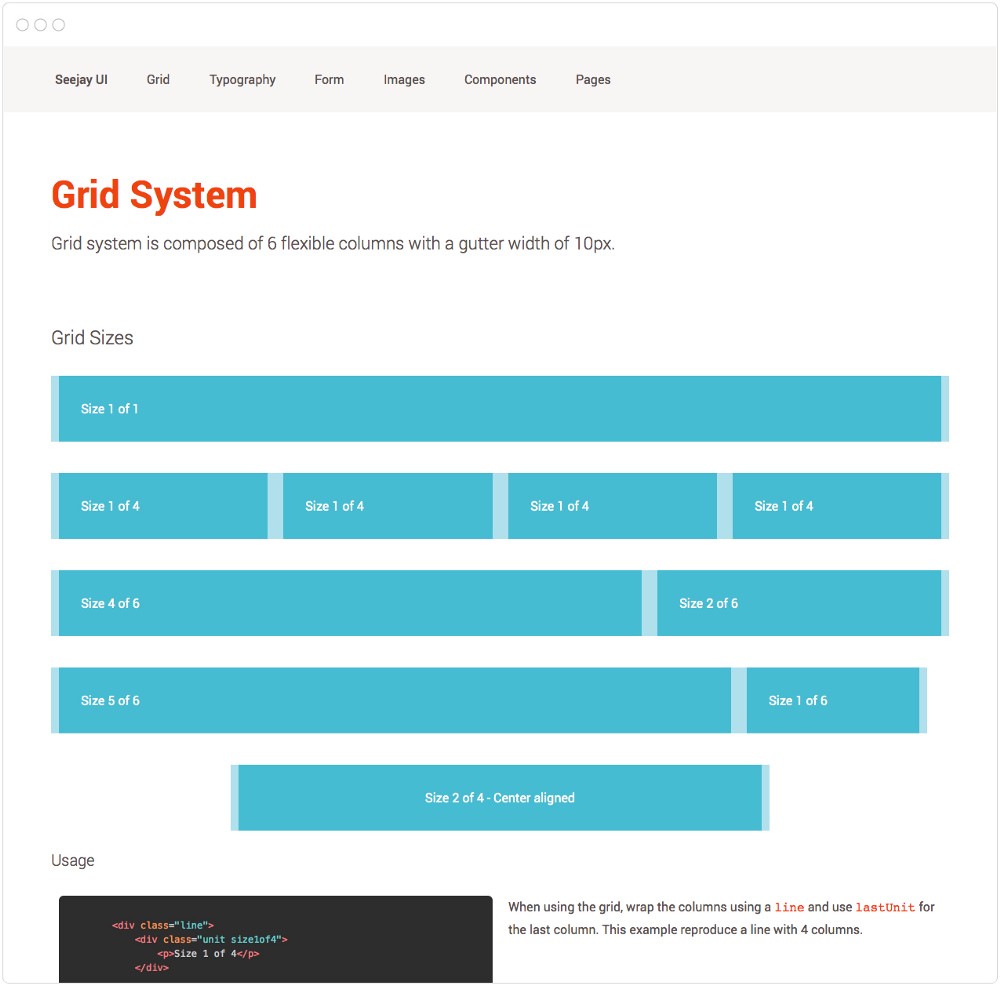 Seejay UI Grid Typography Form Images Components Pages
Grid System
Grid system is composed of 6 flexible columns with a gutter width of 10px.
Grid Sizes
Size 1 of 1
Size 1 of 4 Size 1 of 4 Size 1 of 4 Size 1 of 4
Size 4 of 6 Size 2 of 6
Size 5 of 6 Size 1 of 6
Size 2 of 4 - Center aligned
Usage
<div class="line">
<div class="unit size1of4">
<p>Size 1 of 4</p>
</div>
When using the grid, wrap the columns using a line and use lastUnit for
the last column. This example reproduce a line with 4 columns.